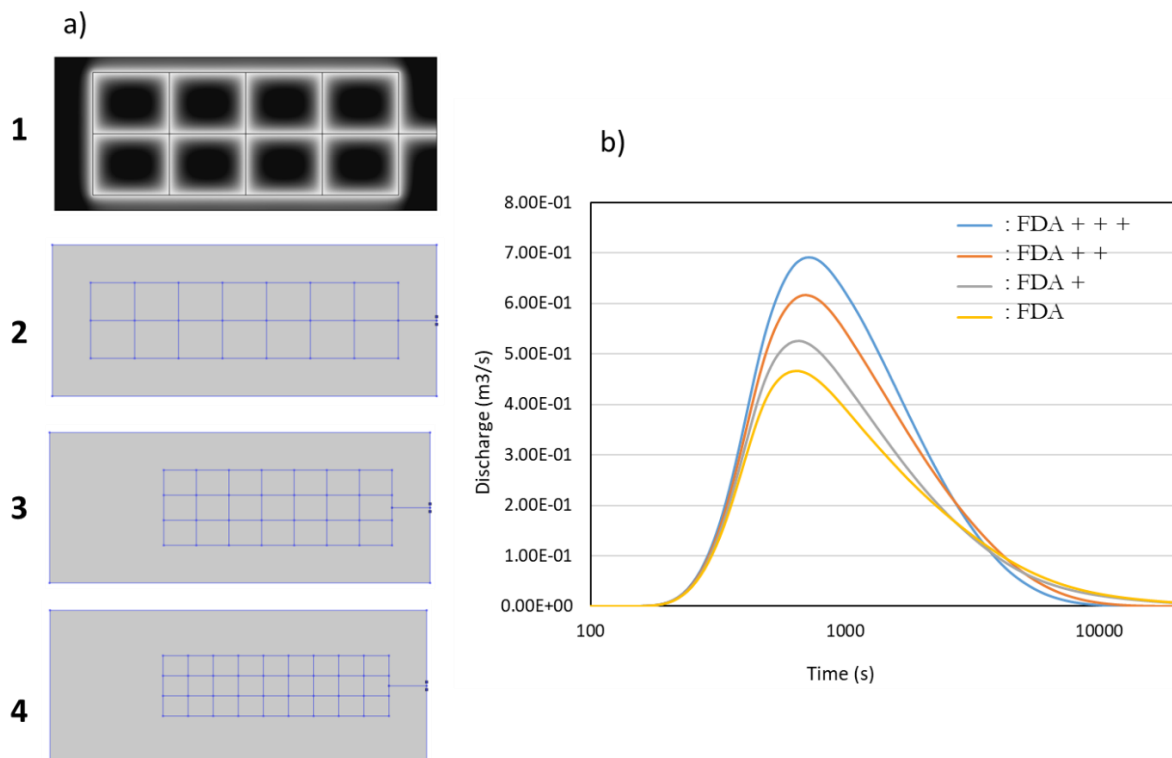 a)
1
2
3
4
b)
8.00E-01
7.00E-01
6.00E-01
5.00E-01
4.00E-01
3.00E-01
2.00E-01
1.00E-01
0.00E+00
Discharge (m3/s)
100
1000
10000
Time (s)
: FDA + + +
: FDA + +
: FDA +
: FDA